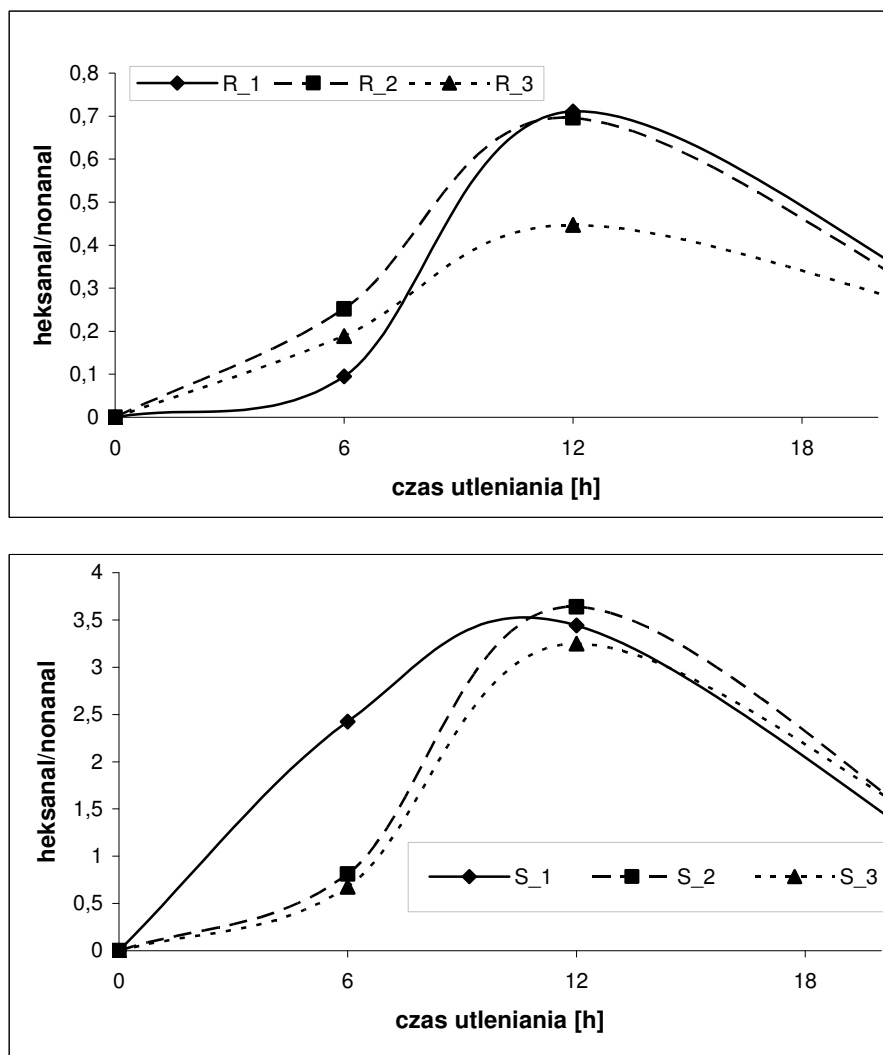 0,8
R_1 R_2 R_3
0,7
0,6
0,5
0,4
0,3
0,2
0,1
0
heksanal/nonanal
0 6 12 18
czas utleniania [h]
4
3,5
3
2,5
2
1,5
1
0,5
0
heksanal/nonanal
S_1 S_2 S_3
0 6 12 18
czas utleniania [h]